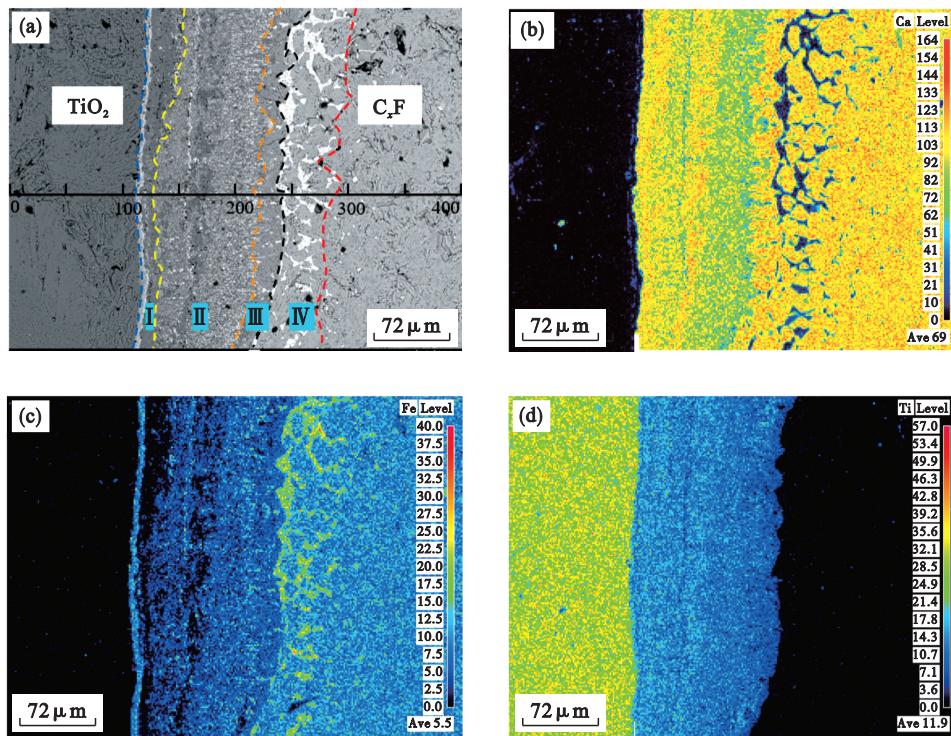 (a)
TiO₂
CₓF
0 100 200 300 400
Ⅰ Ⅱ Ⅲ Ⅳ
72 μm
(b)
Ca Level
164
154
144
133
123
113
103
92
82
72
62
51
41
31
21
10
0
Ave 69
72 μm
(c)
Fe Level
40.0
37.5
35.0
32.5
30.0
27.5
25.0
22.5
20.0
17.5
15.0
12.5
10.0
7.5
5.0
2.5
0.0
Ave 5.5
72 μm
(d)
Ti Level
57.0
53.4
49.9
46.3
42.8
39.2
35.6
32.1
28.5
24.9
21.4
17.8
14.3
10.7
7.1
3.6
0.0
Ave 11.9
72 μm